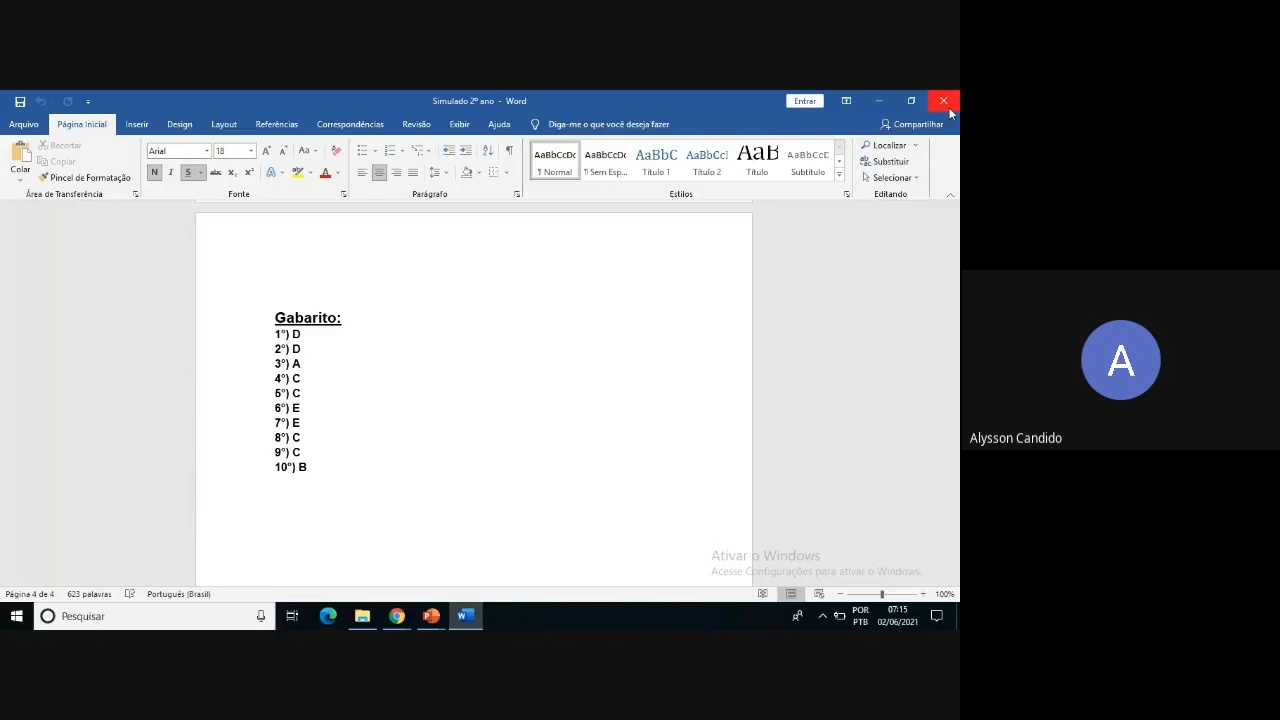 Simulado 2º ano - Word
Entrar
Arquivo Página Inicial Inserir Design Layout Referências Correspondências Revisão Exibir Ajuda Diga-me o que você deseja fazer Compartilhar
Colar
Recortar
Copiar
Pincel de Formatação
Área de Transferência
Arial 18
Fonte
Parágrafo
AaBbCcDc AaBbCcDc AaBbC AaBbCcI AaB AaBbCcD
¶ Normal ¶ Sem Esp... Título 1 Título 2 Título Subtítulo
Estilos
Localizar
Substituir
Selecionar
Editando
Gabarito:
1º) D
2º) D
3º) A
4º) C
5º) C
6º) E
7º) E
8º) C
9º) C
10º) B
Ativar o Windows
Acesse Configurações para ativar o Windows.
Página 4 de 4 623 palavras Português (Brasil) 100%
Pesquisar
POR
PTB
07:15
02/06/2021
A
Alysson Candido